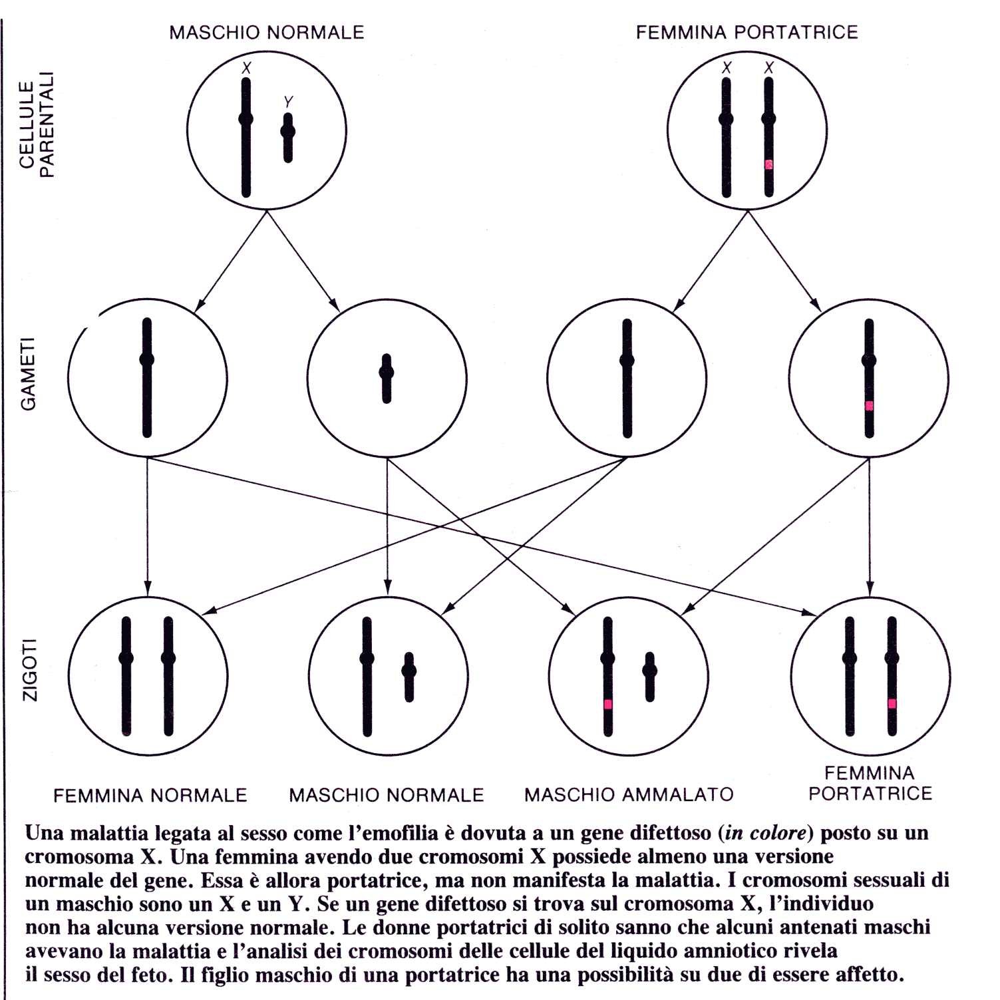 MASCHIO NORMALE
FEMMINA PORTATRICE
CELLULE
PARENTALI
X
Y
X
X
GAMETI
ZIGOTI
FEMMINA NORMALE
MASCHIO NORMALE
MASCHIO AMMALATO
FEMMINA
PORTATRICE
Una malattia legata al sesso come l'emofilia è dovuta a un gene difettoso (in colore) posto su un
cromosoma X. Una femmina avendo due cromosomi X possiede almeno una versione
normale del gene. Essa è allora portatrice, ma non manifesta la malattia. I cromosomi sessuali di
un maschio sono un X e un Y. Se un gene difettoso si trova sul cromosoma X, l'individuo
non ha alcuna versione normale. Le donne portatrici di solito sanno che alcuni antenati maschi
avevano la malattia e l'analisi dei cromosomi delle cellule del liquido amniotico rivela
il sesso del feto. Il figlio maschio di una portatrice ha una possibilità su due di essere affetto.